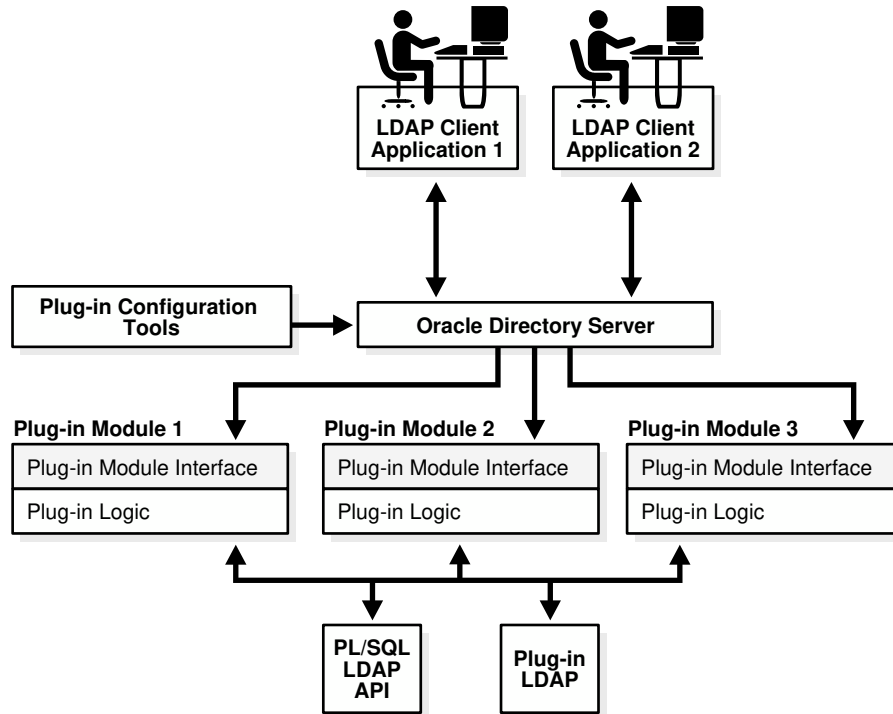 LDAP Client
Application 1
LDAP Client
Application 2
Plug-in Configuration
Tools
Oracle Directory Server
Plug-in Module 1
Plug-in Module Interface
Plug-in Logic
Plug-in Module 2
Plug-in Module Interface
Plug-in Logic
Plug-in Module 3
Plug-in Module Interface
Plug-in Logic
PL/SQL
LDAP
API
Plug-in
LDAP